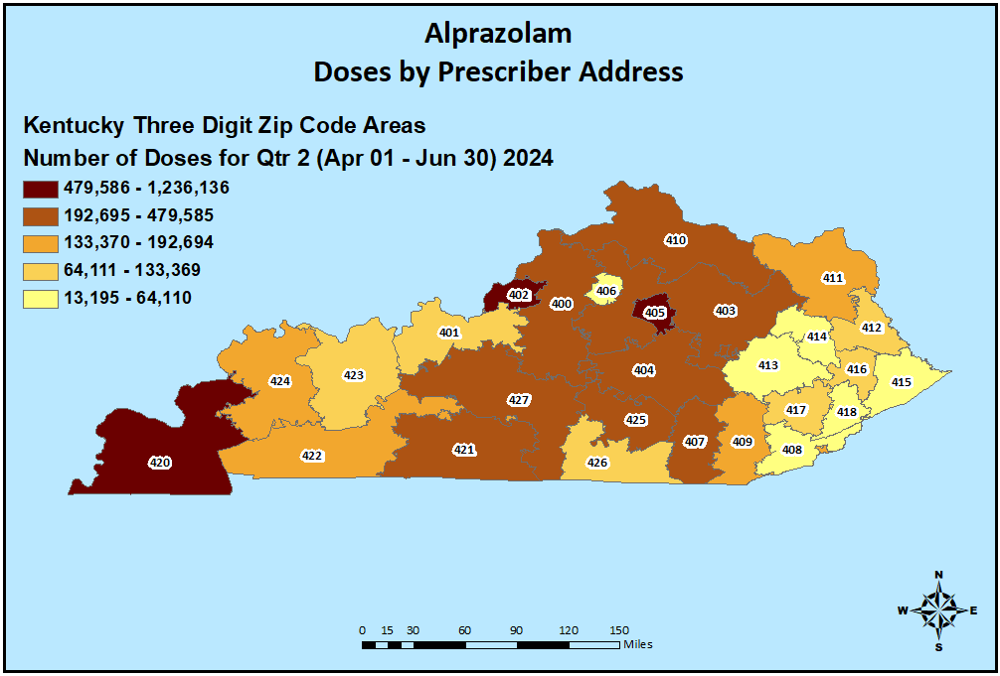 Alprazolam
Doses by Prescriber Address
Kentucky Three Digit Zip Code Areas
Number of Doses for Qtr 2 (Apr 01 - Jun 30) 2024
479,586 - 1,236,136
192,695 - 479,585
133,370 - 192,694
64,111 - 133,369
13,195 - 64,110
410
411
406
402
400
403
405
412
401
414
413
416
404
423
424
415
427
417
418
425
407
409
421
408
422
420
426
N
W E
S
0 15 30 60 90 120 150
Miles